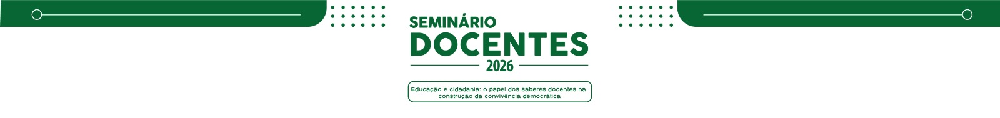 SEMINÁRIO
DOCENTES
2026
Educação e cidadania: o papel dos saberes docentes na
construção da convivência democrática